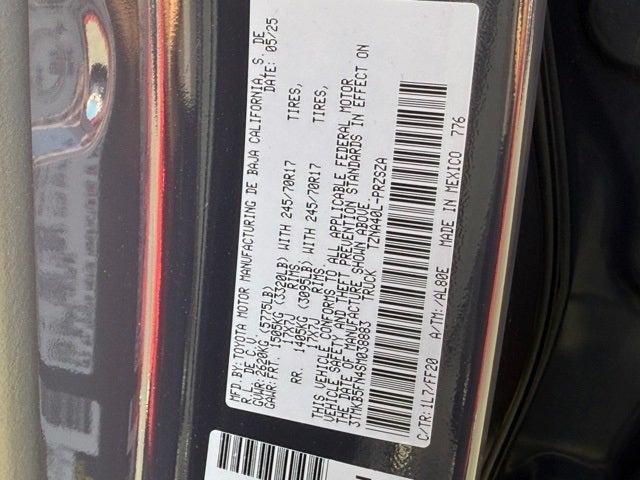 MFD.BY:TOYOTA MOTOR MANUFACTURING DE BAJA CALIFORNIA, S. DE
R.L. DE C.V. DATE: 05/25
GVWR:2620KG (5775LB)
GAWR:FRT. 1505KG (3320LB) WITH 245/70R17 TIRES,
17X7J RIMS
RR. 1405KG (3095LB) WITH 245/70R17 TIRES,
17X7J RIMS
THIS VEHICLE CONFORMS TO ALL APPLICABLE FEDERAL MOTOR
VEHICLE SAFETY AND THEFT PREVENTION STANDARDS IN EFFECT ON
THE DATE OF MANUFACTURE SHOWN ABOVE.
3TMKB5FN4SM038883 TRUCK TZNA40L-PRZSZA
C/TR:1L7/FF20 A/TM:/AL80E MADE IN MEXICO 776